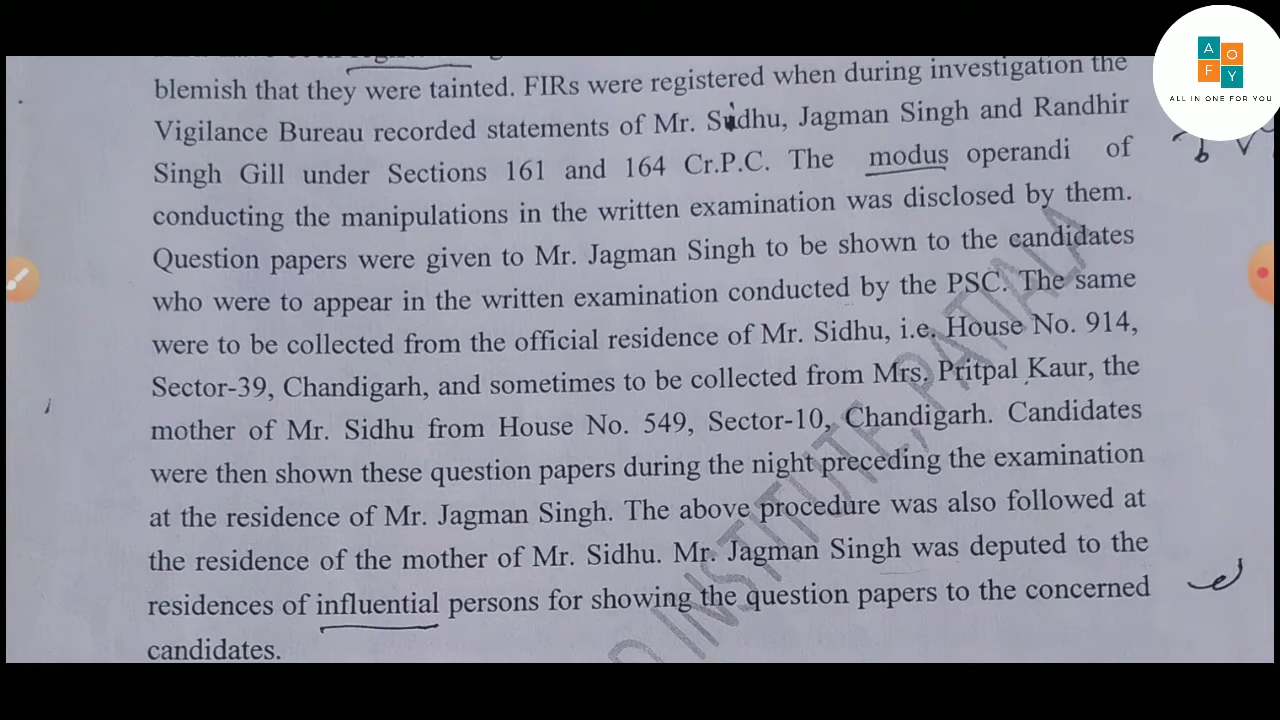 blemish that they were tainted. FIRs were registered when during investigation the
Vigilance Bureau recorded statements of Mr. Sidhu, Jagman Singh and Randhir
Singh Gill under Sections 161 and 164 Cr.P.C. The modus operandi of
conducting the manipulations in the written examination was disclosed by them.
Question papers were given to Mr. Jagman Singh to be shown to the candidates
who were to appear in the written examination conducted by the PSC. The same
were to be collected from the official residence of Mr. Sidhu, i.e. House No. 914,
Sector-39, Chandigarh, and sometimes to be collected from Mrs. Pritpal Kaur, the
mother of Mr. Sidhu from House No. 549, Sector-10, Chandigarh. Candidates
were then shown these question papers during the night preceding the examination
at the residence of Mr. Jagman Singh. The above procedure was also followed at
the residence of the mother of Mr. Sidhu. Mr. Jagman Singh was deputed to the
residences of influential persons for showing the question papers to the concerned
candidates.
INSTITUTE, PATIALA
A O
F Y
ALL IN ONE FOR YOU